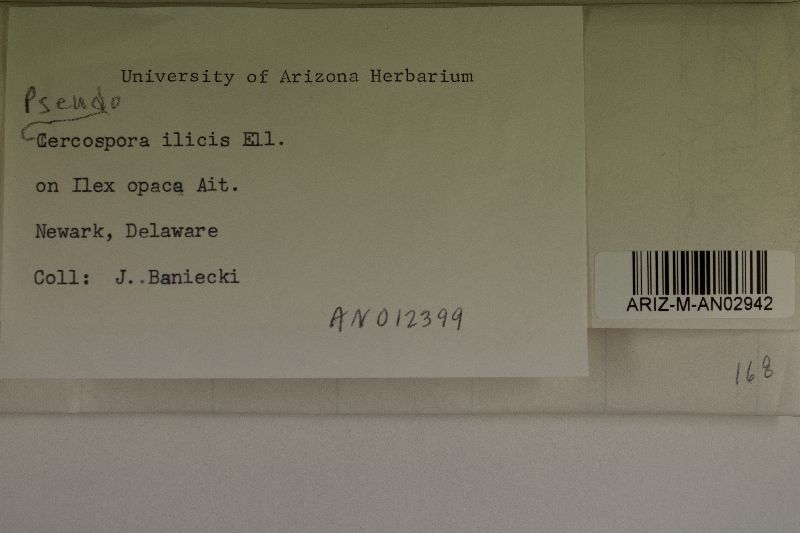 University of Arizona Herbarium
Pseudo
Cercospora ilicis Ell.
on Ilex opaca Ait.
Newark, Delaware
Coll: J..Baniecki
AN012399
ARIZ-M-AN02942
168